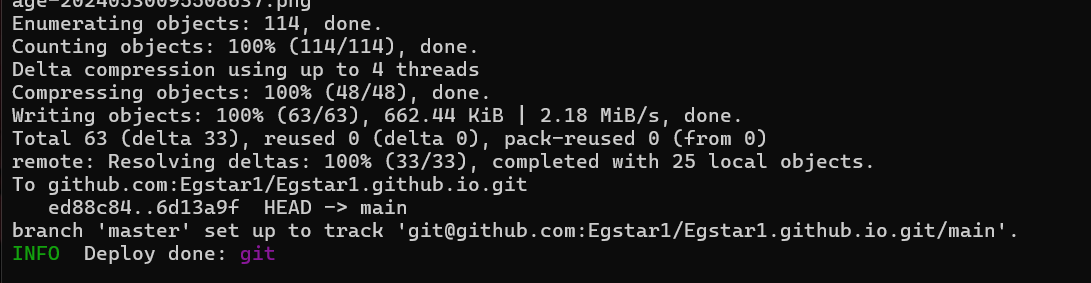 Enumerating objects: 114, done.
Counting objects: 100% (114/114), done.
Delta compression using up to 4 threads
Compressing objects: 100% (48/48), done.
Writing objects: 100% (63/63), 662.44 KiB | 2.18 MiB/s, done.
Total 63 (delta 33), reused 0 (delta 0), pack-reused 0 (from 0)
remote: Resolving deltas: 100% (33/33), completed with 25 local objects.
To github.com:Egstar1/Egstar1.github.io.git
   ed88c84..6d13a9f  HEAD -> main
branch 'master' set up to track 'git@github.com:Egstar1/Egstar1.github.io.git/main'.
INFO  Deploy done: git